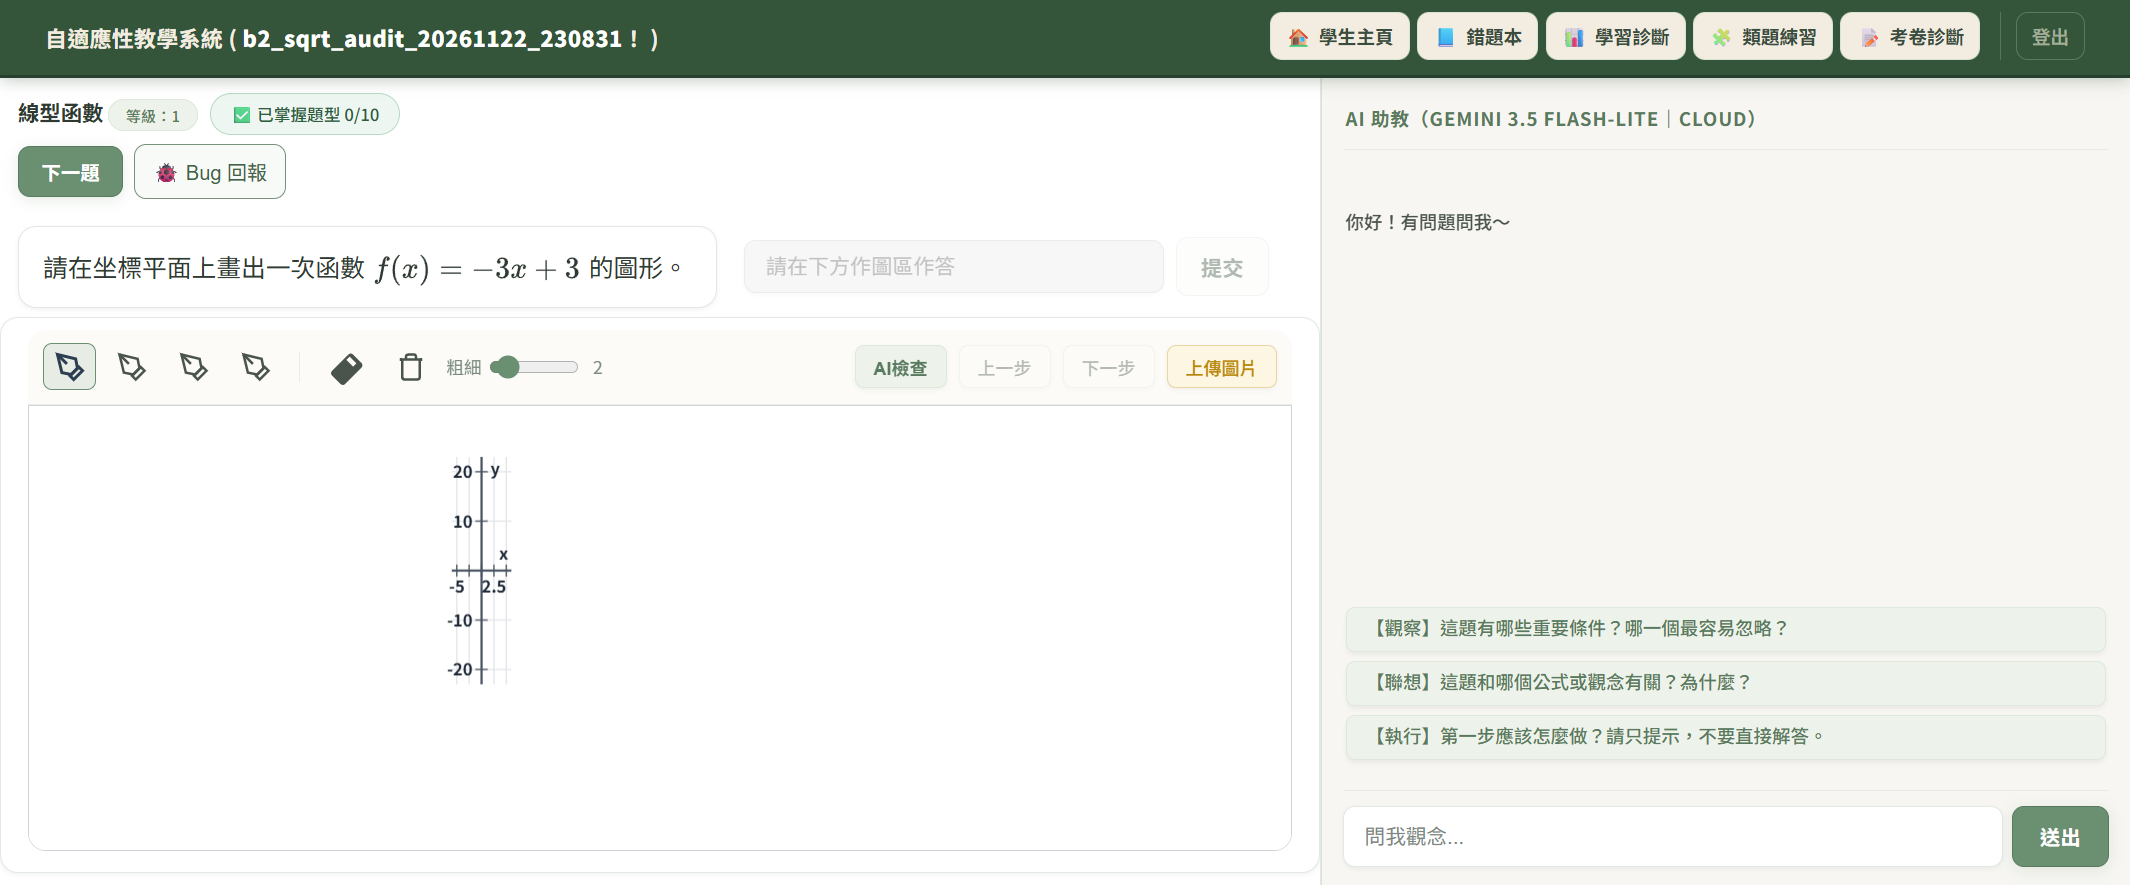 自適應性教學系統 ( b2_sqrt_audit_20261122_230831！ )
🏠 學生主頁 📘 錯題本 📊 學習診斷 🧩 類題練習 📝 考卷診斷 登出
線型函數 等級：1 ✅ 已掌握題型 0/10
下一題 🐞 Bug 回報
請在坐標平面上畫出一次函數 f(x) = −3x + 3 的圖形。 請在下方作圖區作答 提交
粗細 2 AI檢查 上一步 下一步 上傳圖片
20 y
10
x
-5 2.5
-10
-20
AI 助教（GEMINI 3.5 FLASH-LITE｜CLOUD）
你好！有問題問我～
【觀察】這題有哪些重要條件？哪一個最容易忽略？
【聯想】這題和哪個公式或觀念有關？為什麼？
【執行】第一步應該怎麼做？請只提示，不要直接解答。
問我觀念... 送出